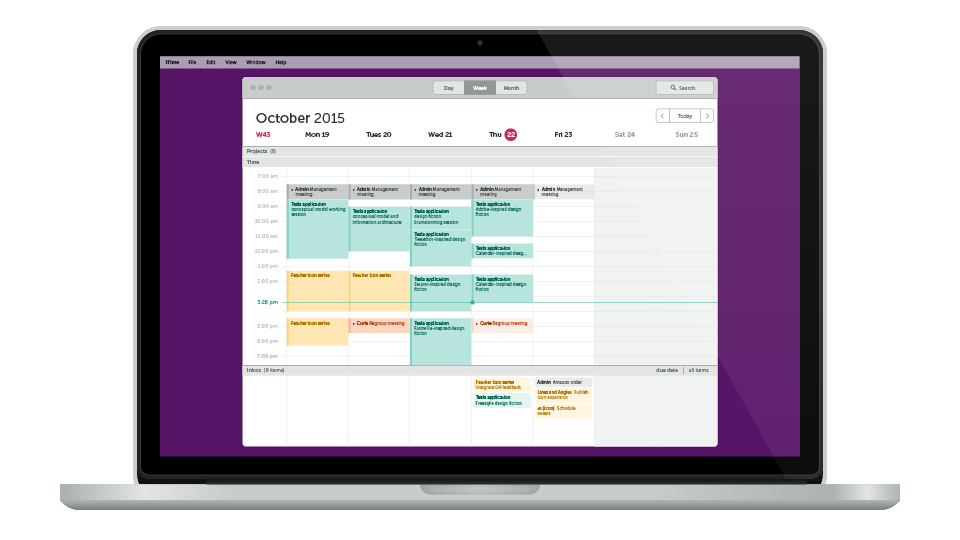 iTime File Edit View Window Help
Day Week Month
Search
October 2015
Today
W43 Mon 19 Tues 20 Wed 21 Thu 22 Fri 23 Sat 24 Sun 25
Projects (6)
Time
7:00 am
8:00 am
9:00 am
10:00 am
11:00 am
12:00 pm
1:00 pm
2:00 pm
3:28 pm
5:00 pm
6:00 pm
7:00 pm
Admin Management
meeting
Tesla application
conceptual model working
session
Feather icon series
Feather icon series
Admin Management
meeting
Tesla application
conceptual model and
information architecture
Feather icon series
Curie Regroup meeting
Admin Management
meeting
Tesla application
design fiction
brainstorming session
Tesla application
Tweetbot-inspired design
fiction
Tesla application
Swarm-inspired design
fiction
Tesla application
Farmville-inspired design
fiction
Admin Management
meeting
Tesla application
Adobe-inspired design
fiction
Tesla application
Calendar-inspired desig...
Tesla application
Calendar-inspired design
fiction
Curie Regroup meeting
Admin Management
meeting
Inbox (8 items) due date all items
Feather icon series
Integrate QA feedback
Tesla application
Freestyle design fiction
Admin Amazon order
Lines and Angles Publish
icon expansion
Schedule
tweets